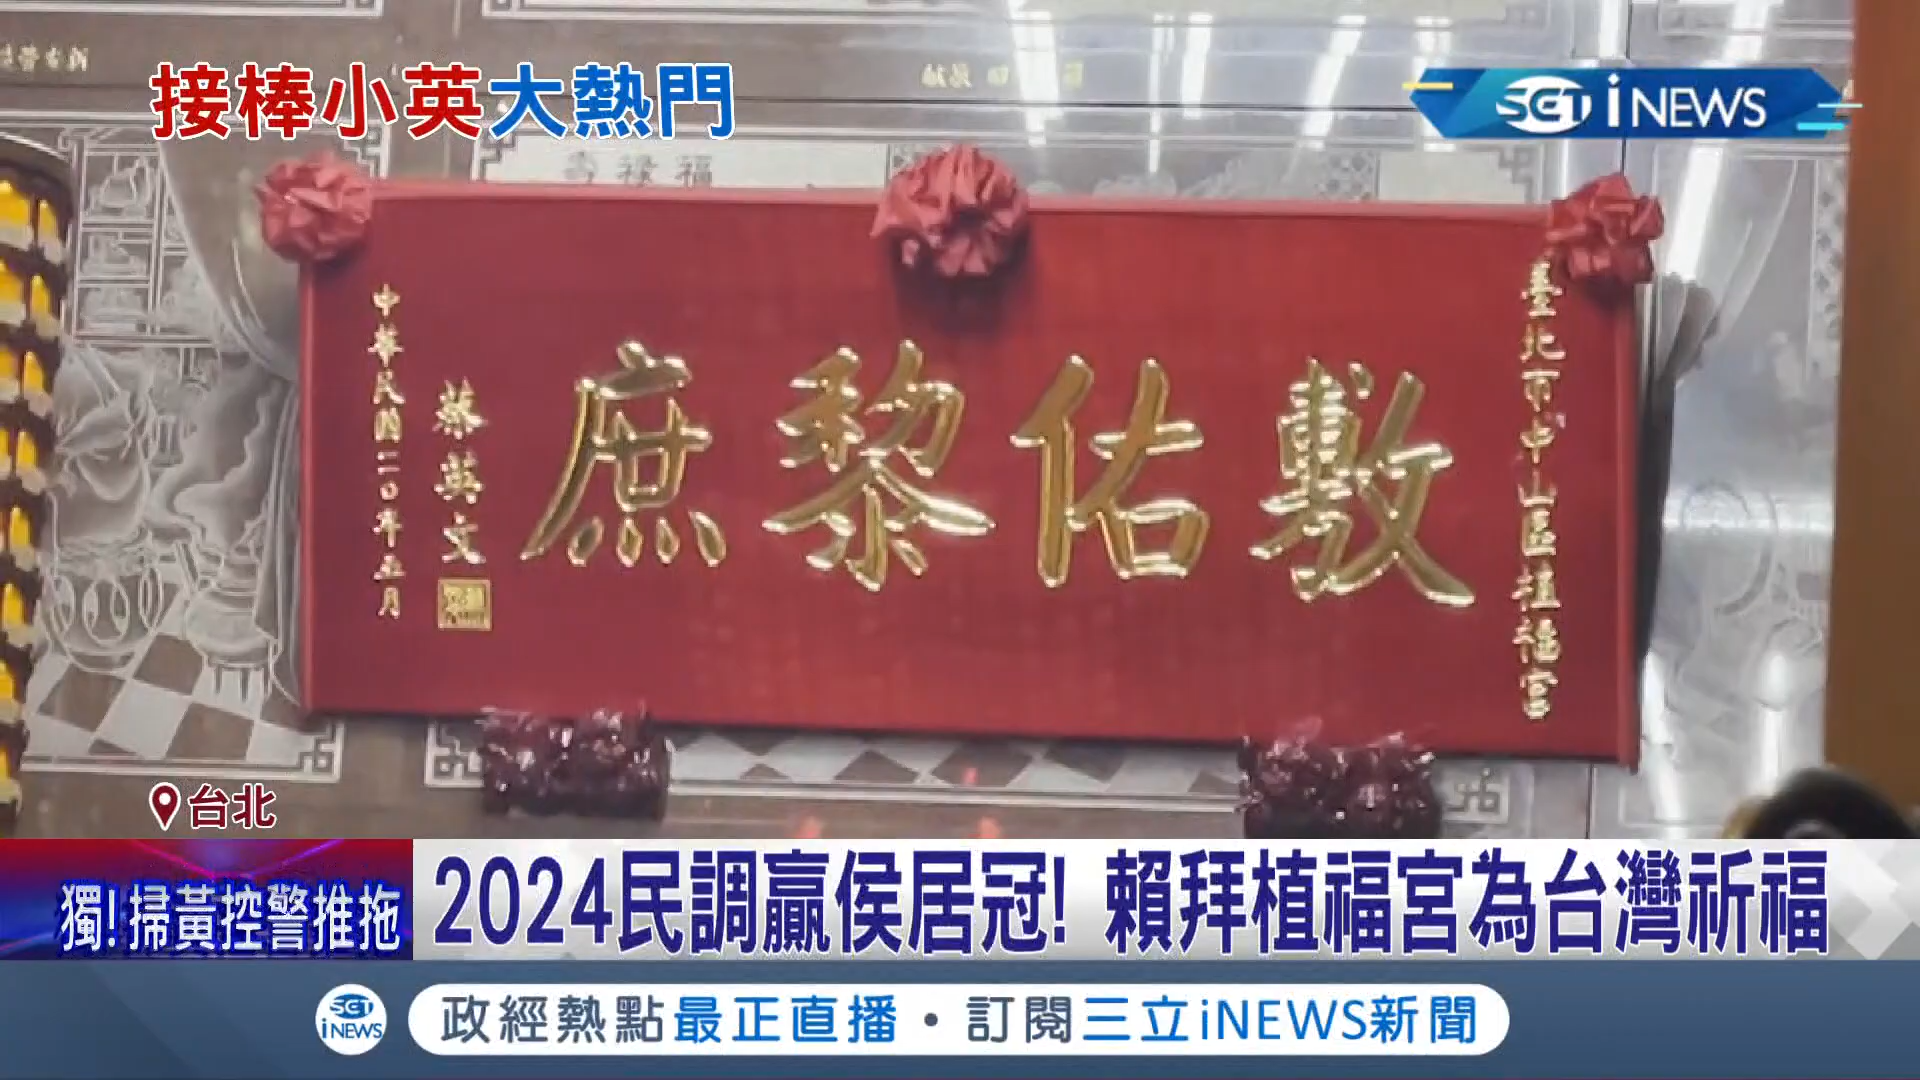 接棒小英大熱門
SET iNEWS
福祿壽
臺北市中山區植福宮
敷佑黎庶
蔡英文
中華民國一一二年五月
台北
獨!掃黃控警推拖
2024民調贏侯居冠! 賴拜植福宮為台灣祈福
SET iNEWS
政經熱點最正直播・訂閱三立iNEWS新聞